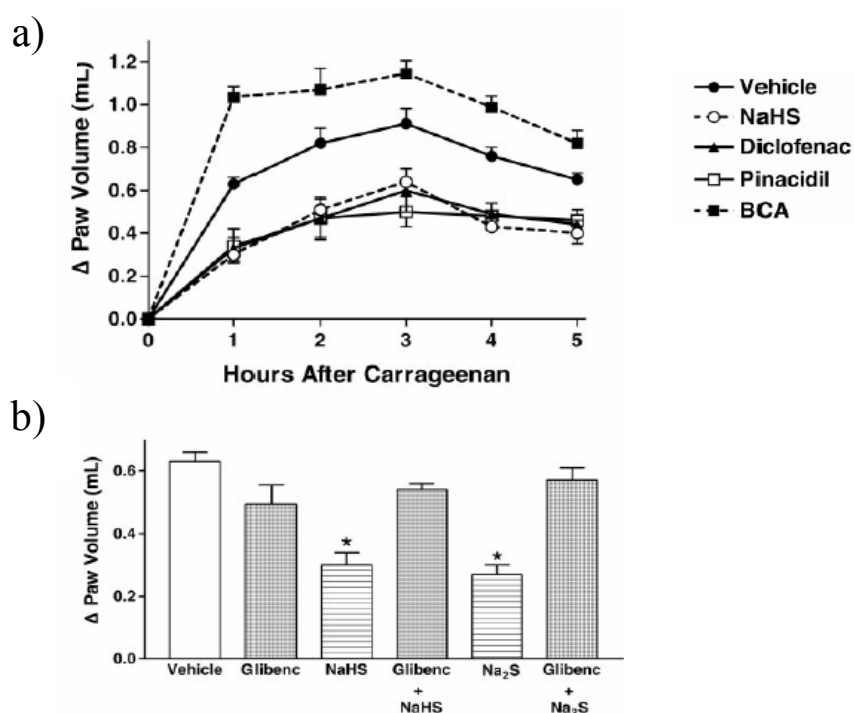 a)
Δ Paw Volume (mL)
1.2
1.0
0.8
0.6
0.4
0.2
0.0
0 1 2 3 4 5
Hours After Carrageenan
Vehicle
NaHS
Diclofenac
Pinacidil
BCA
b)
Δ Paw Volume (mL)
0.6
0.4
0.2
0.0
* *
Vehicle Glibenc NaHS Glibenc Na₂S Glibenc
+ +
NaHS Na₂S